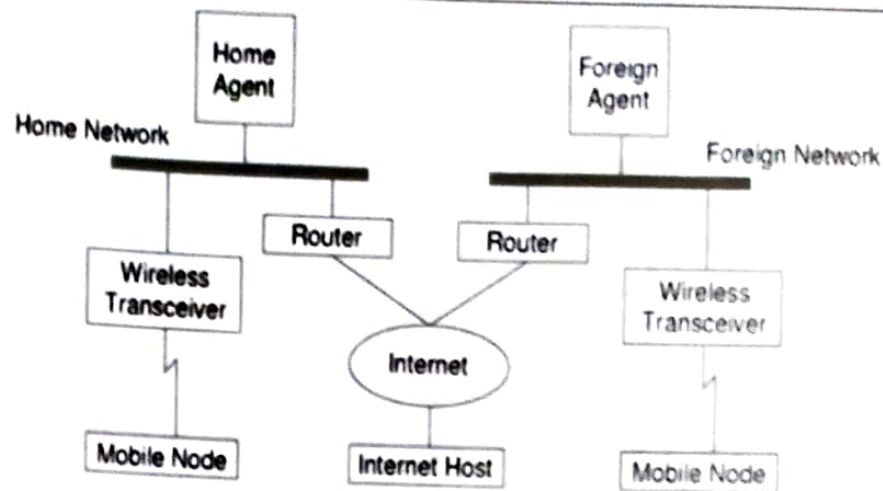 Home
Agent
Foreign
Agent
Home Network
Foreign Network
Router
Router
Wireless
Transceiver
Wireless
Transceiver
Internet
Mobile Node
Internet Host
Mobile Node